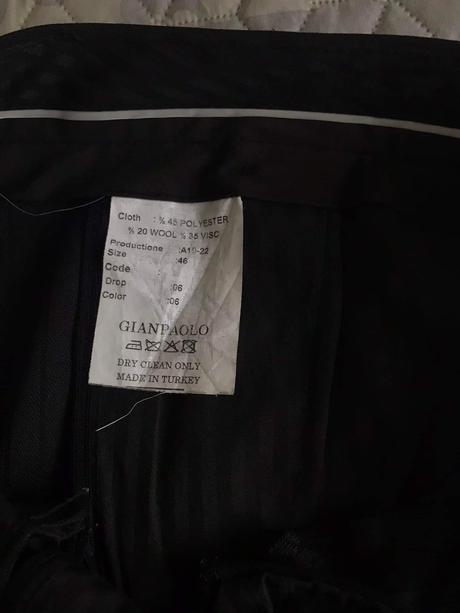 Cloth : % 45 POLYESTER
% 20 WOOL % 35 VISC
Productione :A19-22
Size :46
Code :
Drop :06
Color :06
GIANPAOLO
DRY CLEAN ONLY
MADE IN TURKEY